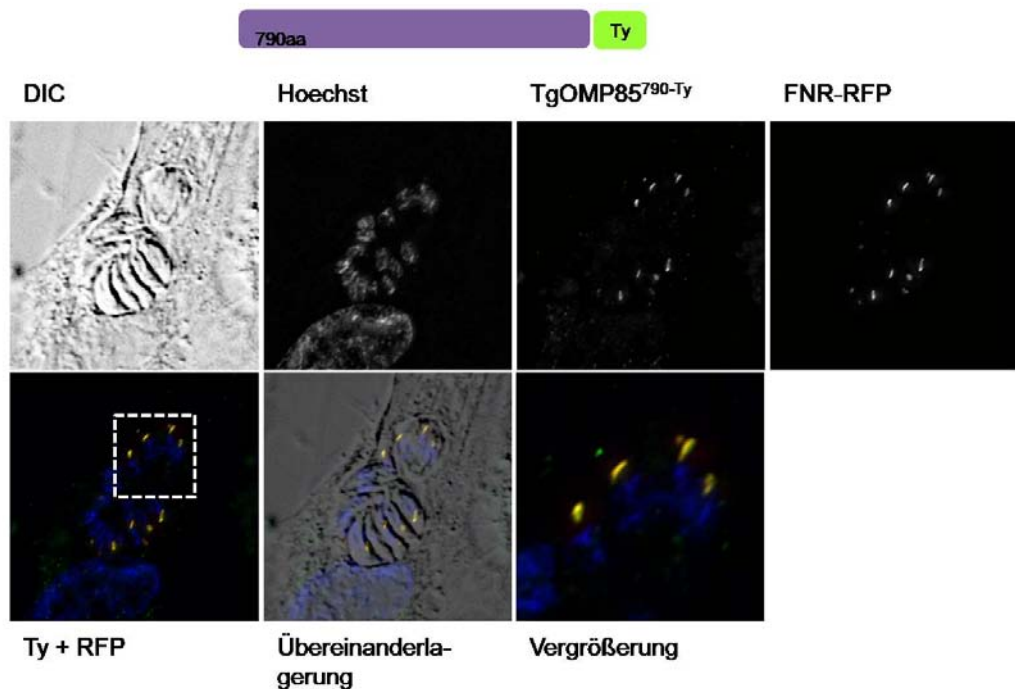 790aa
Ty
DIC
Hoechst
TgOMP85790-Ty
FNR-RFP
Ty + RFP
Übereinanderla-
gerung
Vergrößerung